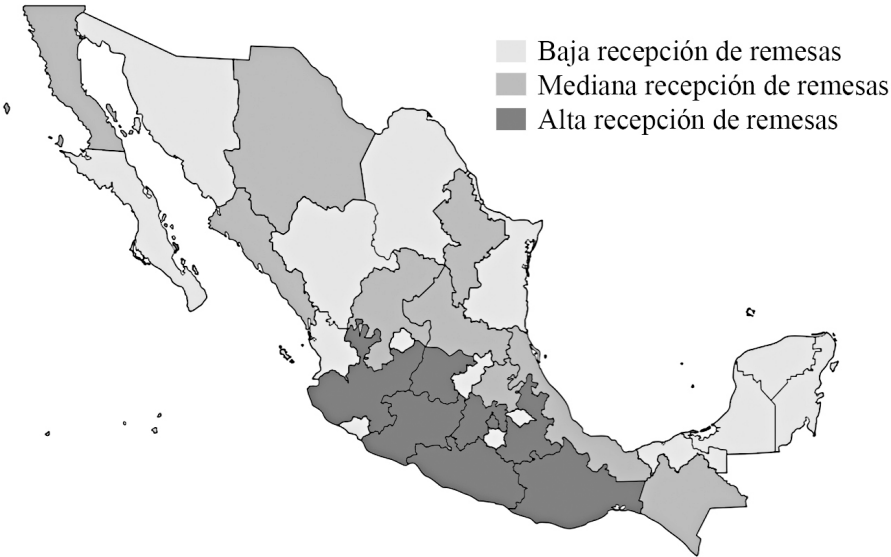 Baja recepción de remesas
Mediana recepción de remesas
Alta recepción de remesas